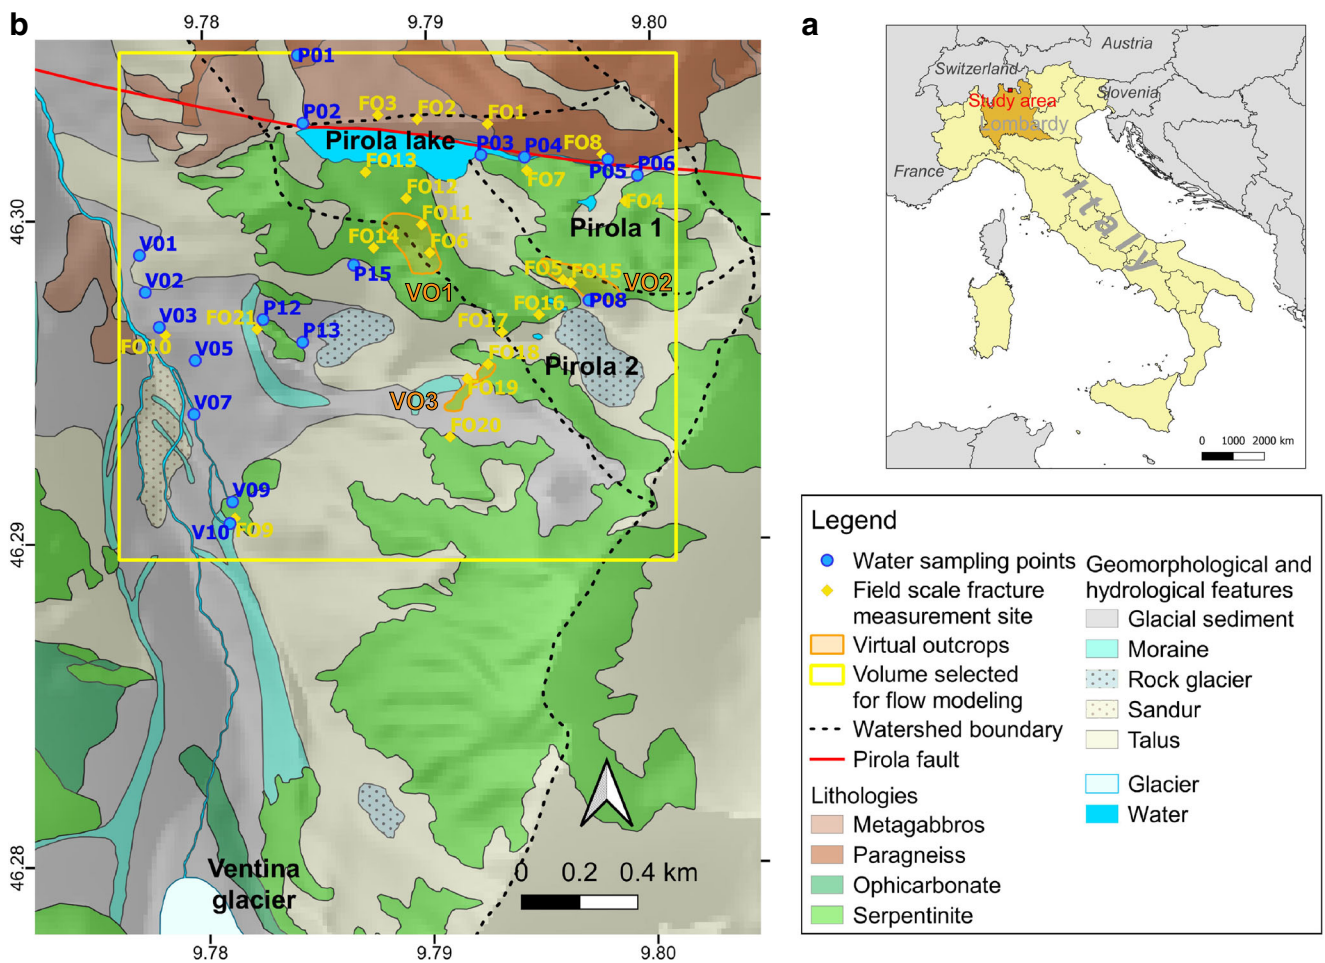 b
9.78
9.79
9.80
P01
FO3
FO2
FO1
P02
Pirola lake
P03
P04
FO8
P05
P06
FO13
FO7
FO12
FO4
46.30
FO11
Pirola 1
FO14
FO6
V01
P15
FO5
FO15
VO2
V02
VO1
P08
FO16
V03
FO21
P12
FO17
FO10
P13
V05
FO18
Pirola 2
FO19
VO3
V07
FO20
V09
V10
FO9
46.29
46.28
Ventina
glacier
0 0.2 0.4 km
9.78
9.79
9.80
a
Austria
Switzerland
Slovenia
Study area
Lombardy
France
Italy
0 1000 2000 km
Legend
Water sampling points
Field scale fracture
measurement site
Virtual outcrops
Volume selected
for flow modeling
Watershed boundary
Pirola fault
Lithologies
Metagabbros
Paragneiss
Ophicarbonate
Serpentinite
Geomorphological and
hydrological features
Glacial sediment
Moraine
Rock glacier
Sandur
Talus
Glacier
Water